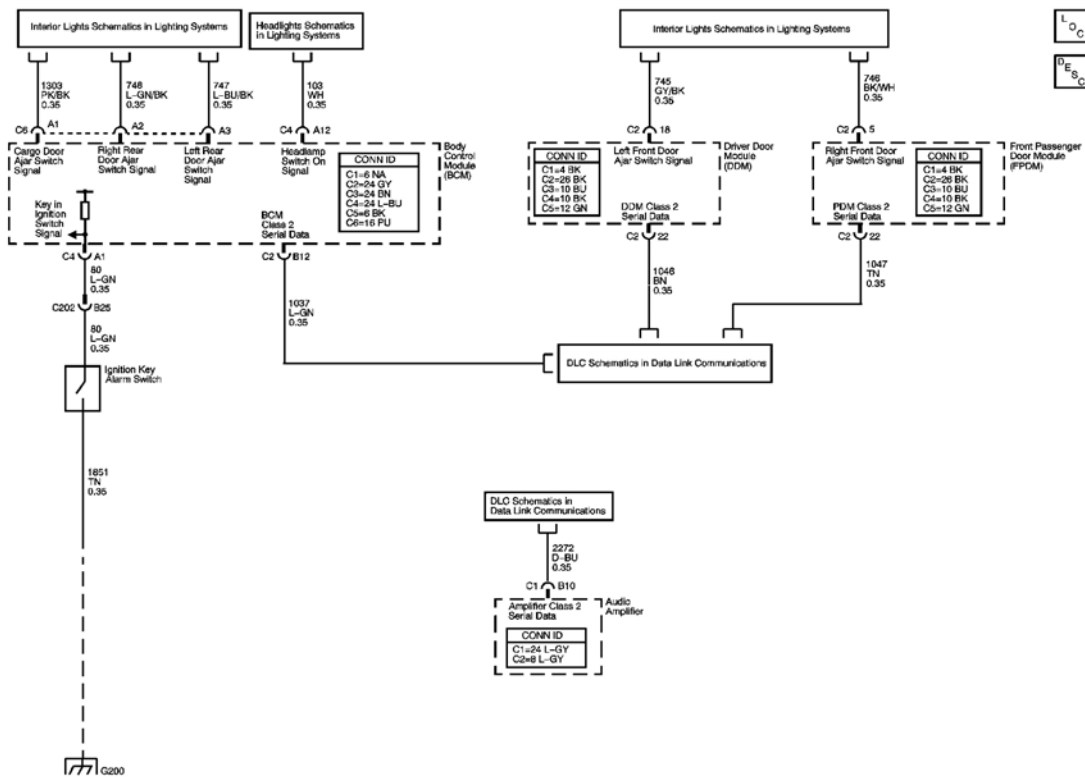 Interior Lights Schematics in Lighting Systems
Headlights Schematics
in Lighting Systems
Interior Lights Schematics in Lighting Systems
L
O
C
D
E
S
C
1303
PK/BK
0.35
746
L-GN/BK
0.35
747
L-BU/BK
0.35
103
WH
0.35
745
GY/BK
0.35
746
BK/WH
0.35
C6 A1
A2
A3
C4 A12
C2 18
C2 5
Cargo Door
Ajar Switch
Signal
Right Rear
Door Ajar
Switch Signal
Left Rear
Door Ajar
Switch
Signal
Headlamp
Switch On
Signal
CONN ID
C1=6 NA
C2=24 GY
C3=24 BN
C4=24 L-BU
C5=6 BK
C6=16 PU
Body
Control
Module
(BCM)
Key in
Ignition
Switch
Signal
BCM
Class 2
Serial Data
CONN ID
C1=4 BK
C2=26 BK
C3=10 BU
C4=10 BK
C5=12 GN
Left Front Door
Ajar Switch Signal
DDM Class 2
Serial Data
Driver Door
Module
(DDM)
Right Front Door
Ajar Switch Signal
PDM Class 2
Serial Data
CONN ID
C1=4 BK
C2=26 BK
C3=10 BU
C4=10 BK
C5=12 GN
Front Passenger
Door Module
(FPDM)
C4 A1
C2 B12
C2 22
C2 22
80
L-GN
0.35
C202 B25
80
L-GN
0.35
1037
L-GN
0.35
1046
BN
0.35
1047
TN
0.35
DLC Schematics in Data Link Communications
Ignition Key
Alarm Switch
1851
TN
0.35
G200
DLC Schematics in
Data Link Communications
2272
D-BU
0.35
C1 B10
Amplifier Class 2
Serial Data
Audio
Amplifier
CONN ID
C1=24 L-GY
C2=8 L-GY